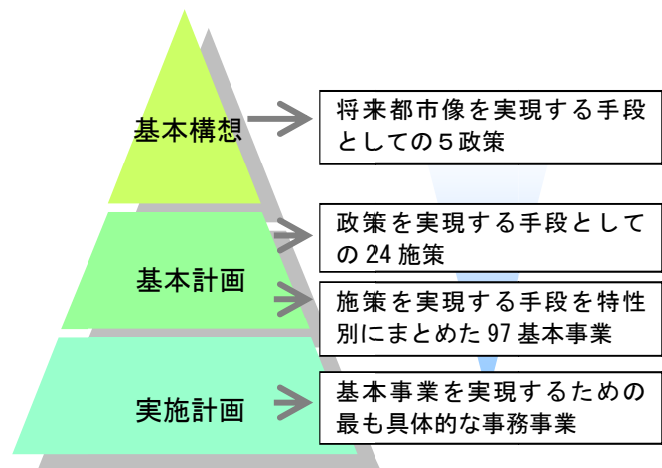 基本構想
将来都市像を実現する手段
としての５政策
基本計画
政策を実現する手段として
の 24 施策
施策を実現する手段を特性
別にまとめた 97 基本事業
実施計画
基本事業を実現するための
最も具体的な事務事業